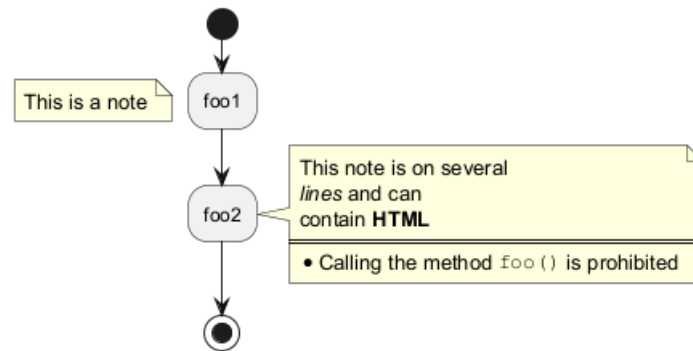 This is a note
foo1
This note is on several
lines and can
contain HTML
foo2
• Calling the method foo() is prohibited